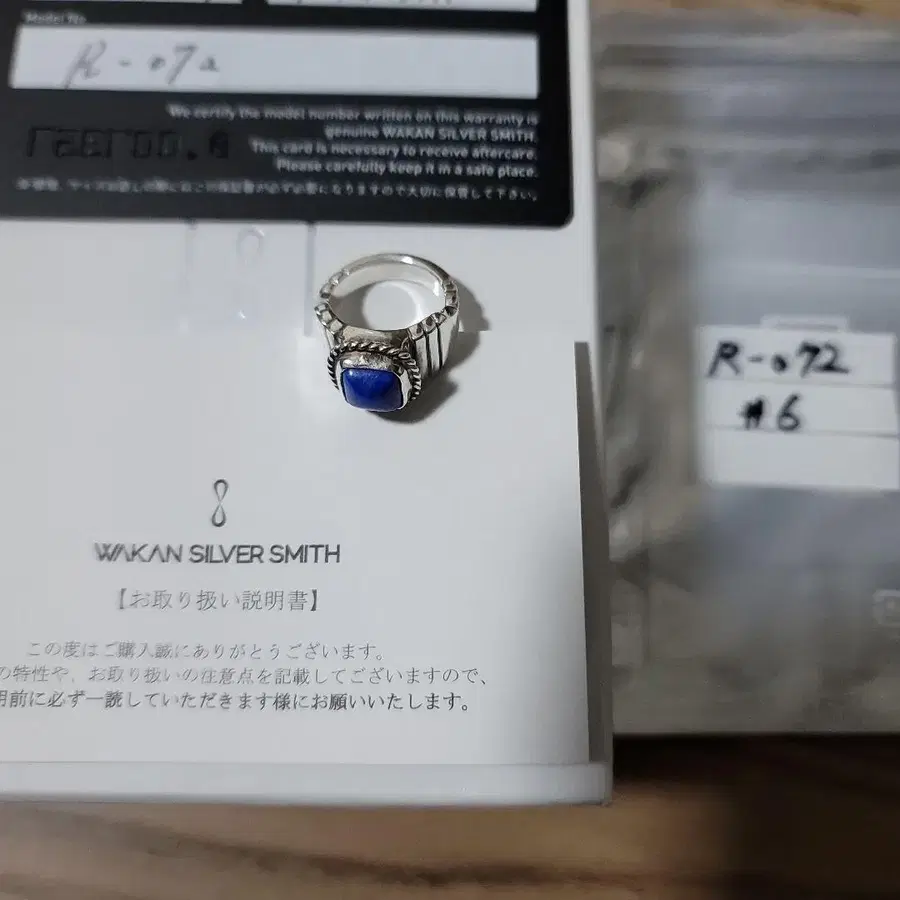 Model No.
R-072
We certify the model number written on this warranty is
genuine WAKAN SILVER SMITH.
This card is necessary to receive aftercare.
Please carefully keep it in a safe place.
R-072
#6
WAKAN SILVER SMITH
【お取り扱い説明書】
この度はご購入誠にありがとうございます。
の特性や、お取り扱いの注意点を記載してございますので、
用前に必ず一読していただきます様にお願いいたします。